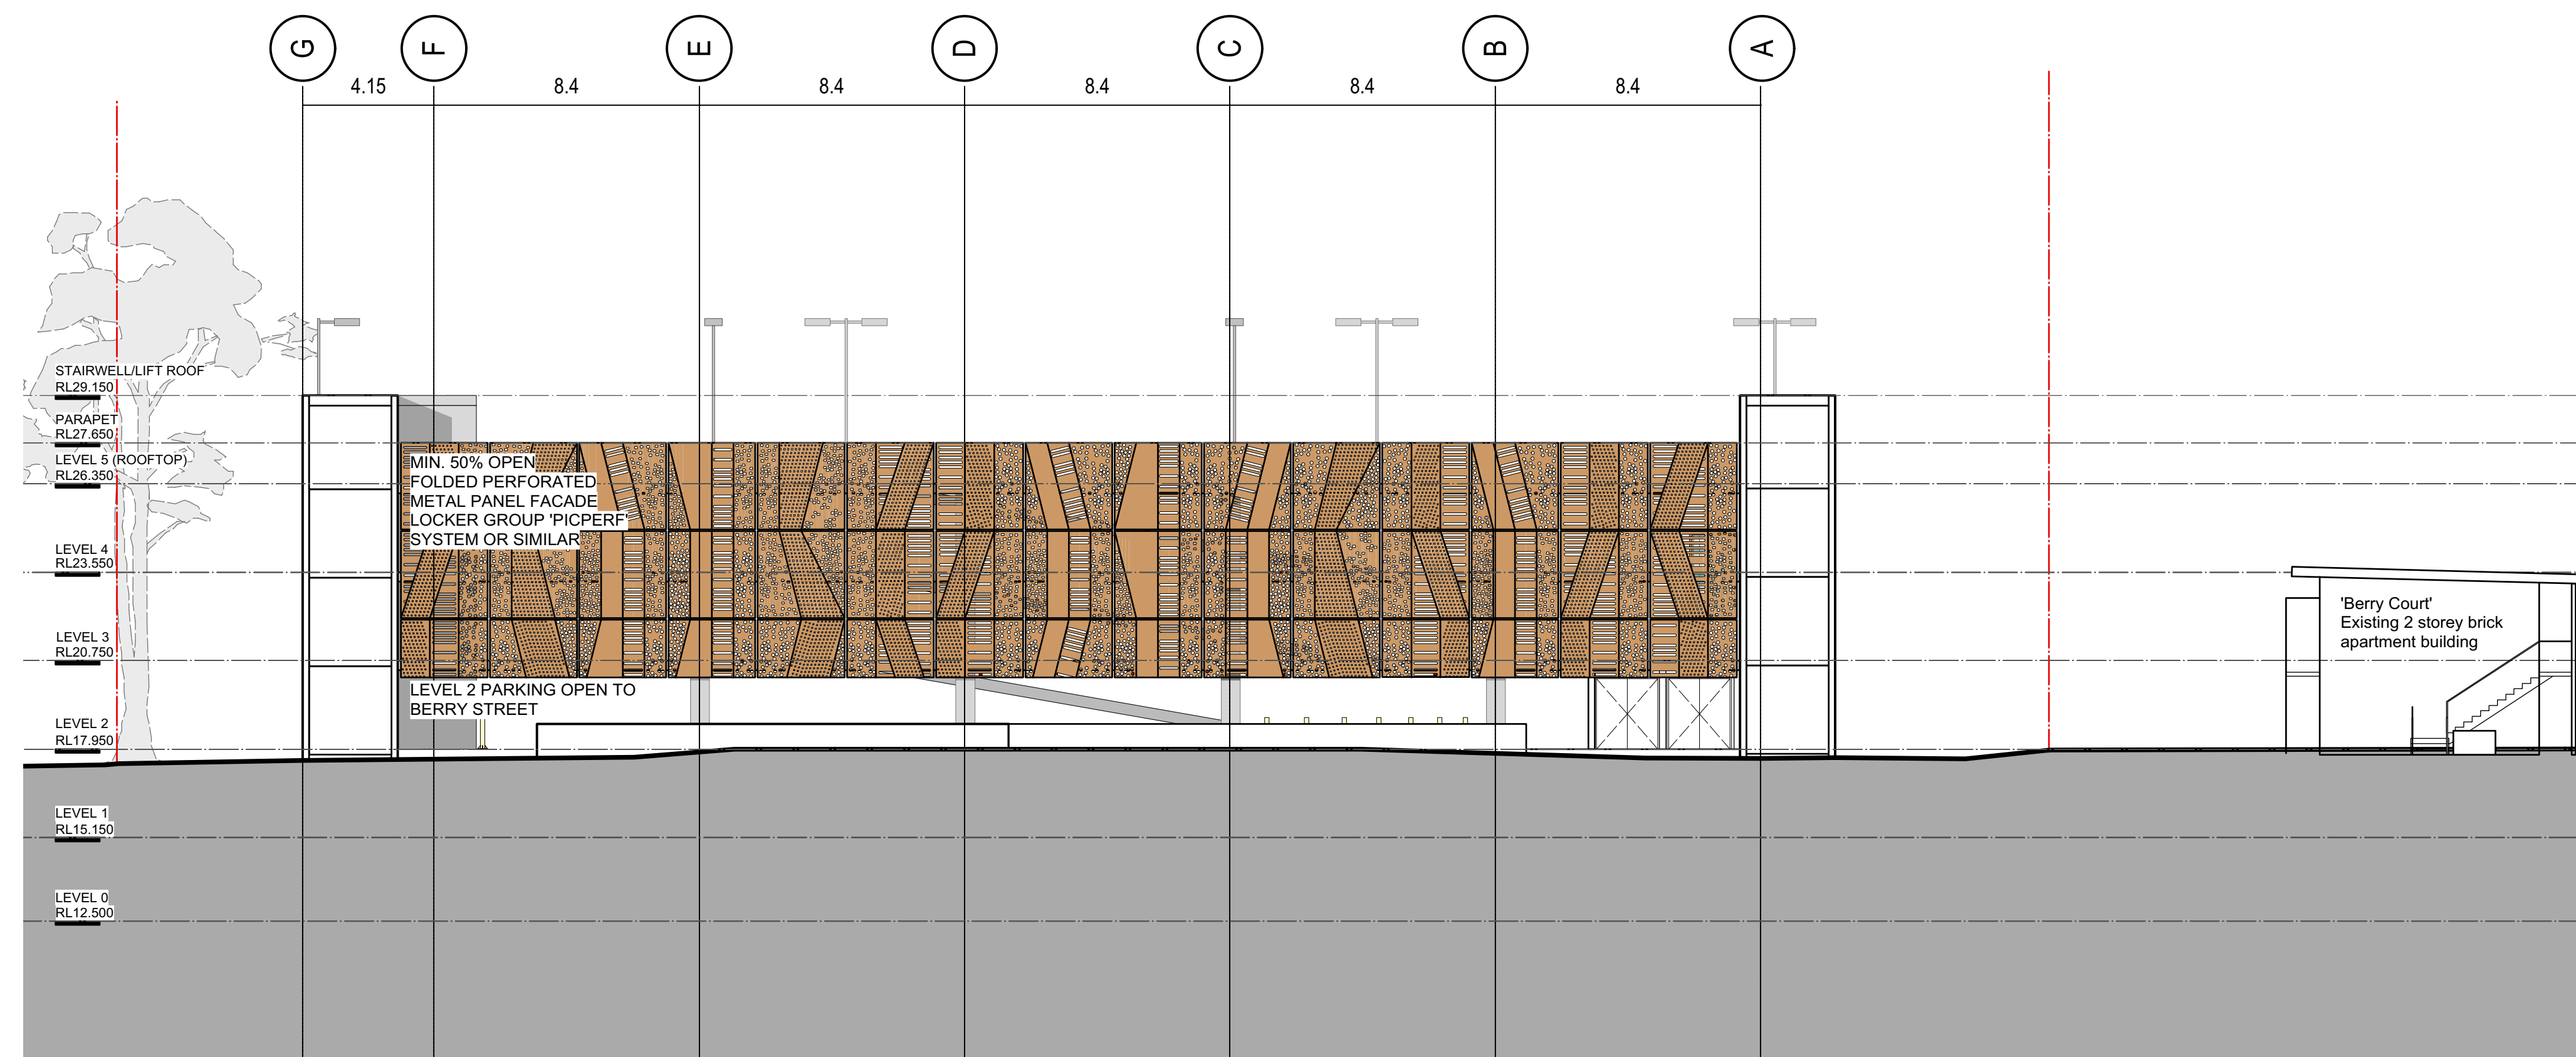 G F E D C B A
4.15 8.4 8.4 8.4 8.4 8.4
STAIRWELL/LIFT ROOF
RL29.150
PARAPET
RL27.650
LEVEL 5 (ROOFTOP)
RL26.350
MIN. 50% OPEN
FOLDED PERFORATED
METAL PANEL FACADE
LOCKER GROUP 'PICPERF'
SYSTEM OR SIMILAR
LEVEL 4
RL23.550
'Berry Court'
Existing 2 storey brick
apartment building
LEVEL 3
RL20.750
LEVEL 2 PARKING OPEN TO
BERRY STREET
LEVEL 2
RL17.950
LEVEL 1
RL15.150
LEVEL 0
RL12.500